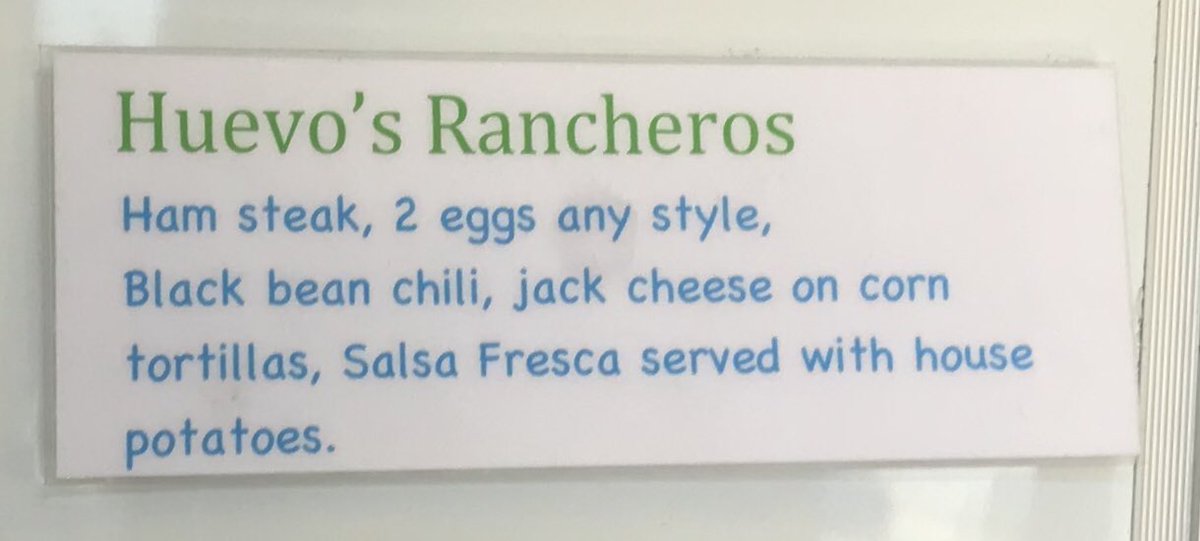 Huevo's Rancheros
Ham steak, 2 eggs any style,
Black bean chili, jack cheese on corn
tortillas, Salsa Fresca served with house
potatoes.